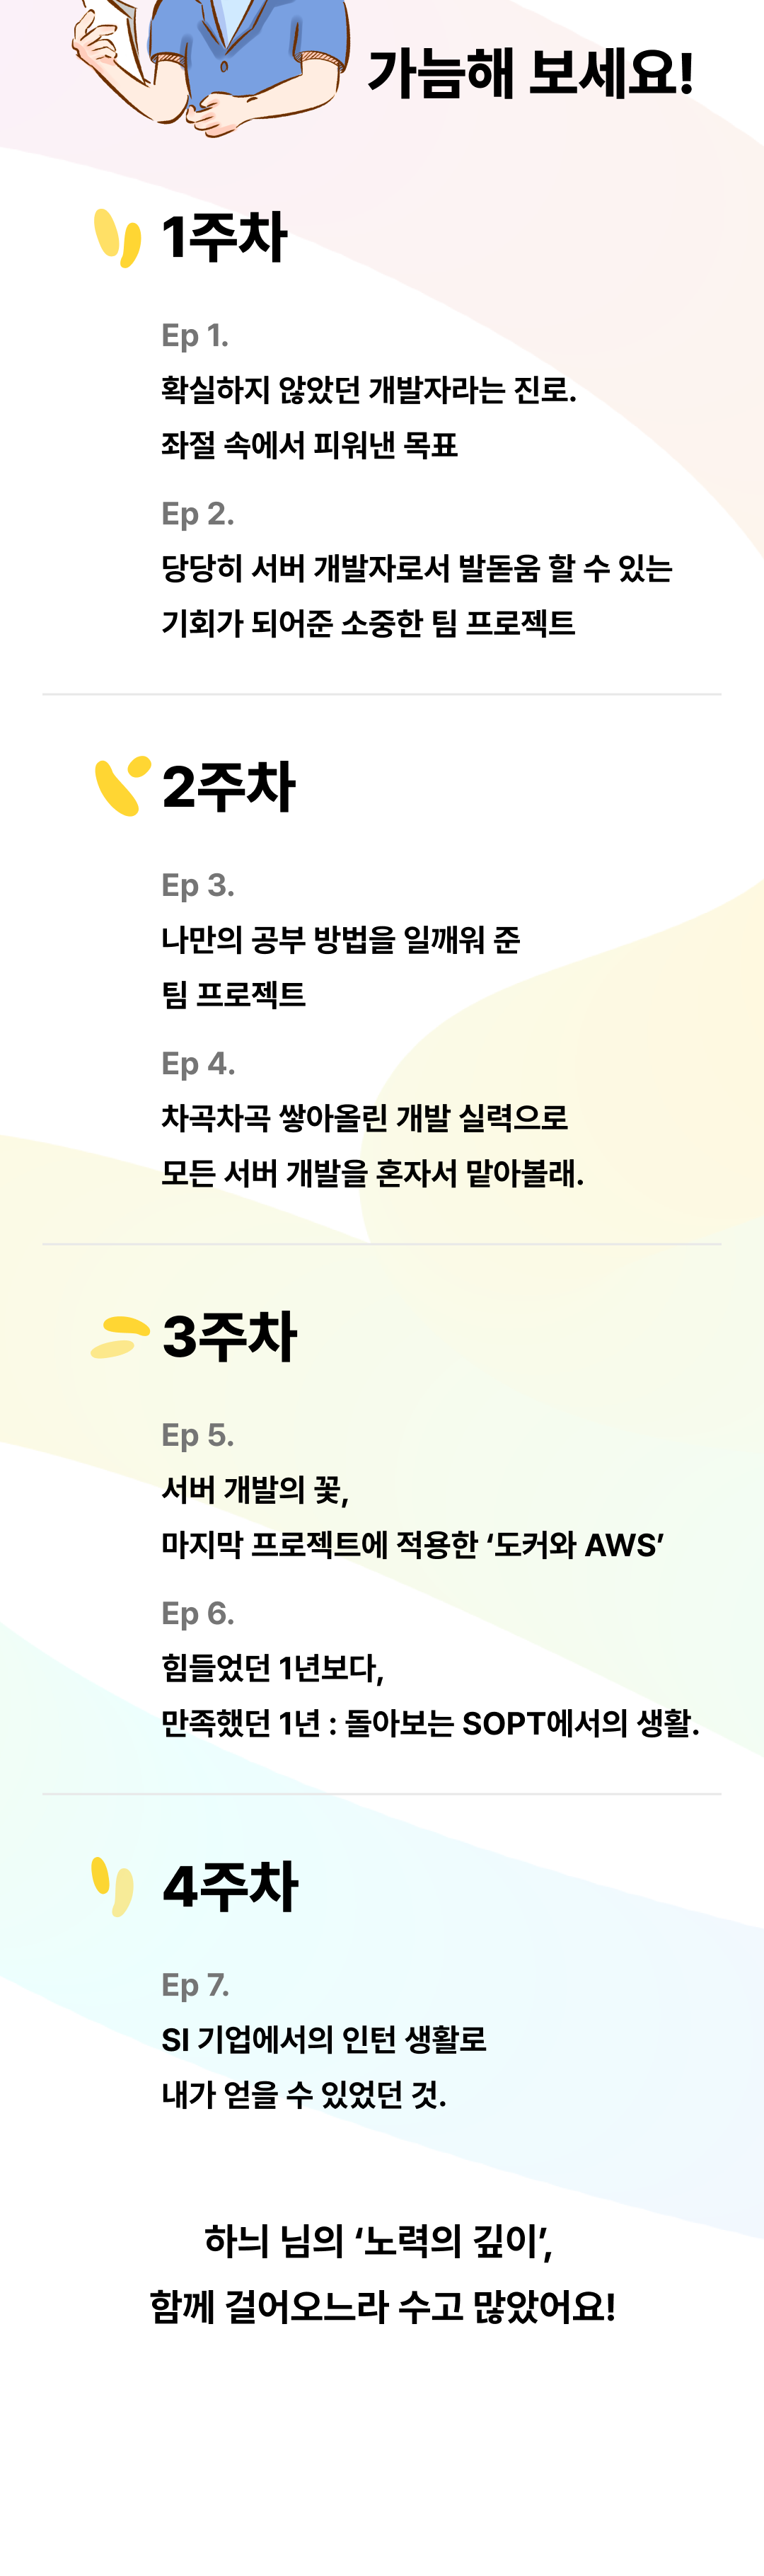 가늠해 보세요!
1주차
Ep 1.
확실하지 않았던 개발자라는 진로.
좌절 속에서 피워낸 목표
Ep 2.
당당히 서버 개발자로서 발돋움 할 수 있는
기회가 되어준 소중한 팀 프로젝트
2주차
Ep 3.
나만의 공부 방법을 일깨워 준
팀 프로젝트
Ep 4.
차곡차곡 쌓아올린 개발 실력으로
모든 서버 개발을 혼자서 맡아볼래.
3주차
Ep 5.
서버 개발의 꽃,
마지막 프로젝트에 적용한 ‘도커와 AWS’
Ep 6.
힘들었던 1년보다,
만족했던 1년 : 돌아보는 SOPT에서의 생활.
4주차
Ep 7.
SI 기업에서의 인턴 생활로
내가 얻을 수 있었던 것.
하늬 님의 ‘노력의 깊이’,
함께 걸어오느라 수고 많았어요!